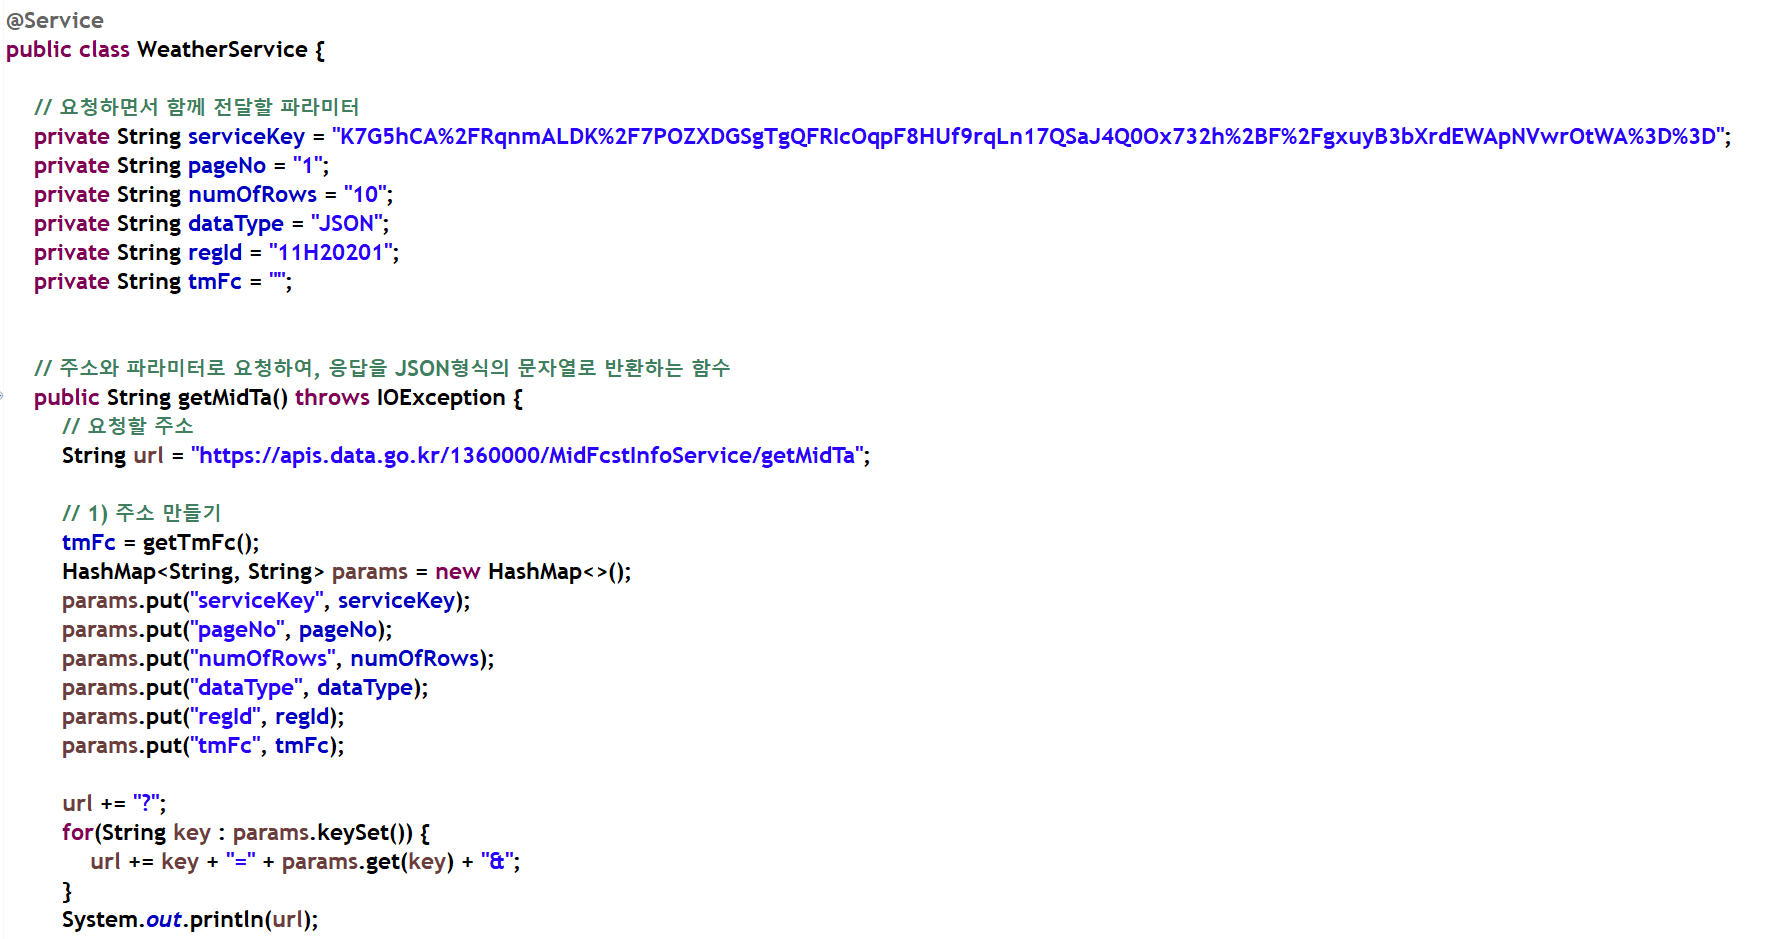 @Service
public class WeatherService {
// 요청하면서 함께 전달할 파라미터
private String serviceKey = "K7G5hCA%2FRqnmALDK%2F7POZXDGSgTgQFRIcOqpF8HUf9rqLn17QSaJ4Q0Ox732h%2BF%2FgxuyB3bXrdEWApNVwrOtWA%3D%3D";
private String pageNo = "1";
private String numOfRows = "10";
private String dataType = "JSON";
private String regId = "11H20201";
private String tmFc = "";
// 주소와 파라미터로 요청하여, 응답을 JSON형식의 문자열로 반환하는 함수
public String getMidTa() throws IOException {
// 요청할 주소
String url = "https://apis.data.go.kr/1360000/MidFcstInfoService/getMidTa";
// 1) 주소 만들기
tmFc = getTmFc();
HashMap<String, String> params = new HashMap<>();
params.put("serviceKey", serviceKey);
params.put("pageNo", pageNo);
params.put("numOfRows", numOfRows);
params.put("dataType", dataType);
params.put("regId", regId);
params.put("tmFc", tmFc);
url += "?";
for(String key : params.keySet()) {
url += key + "=" + params.get(key) + "&";
}
System.out.println(url);